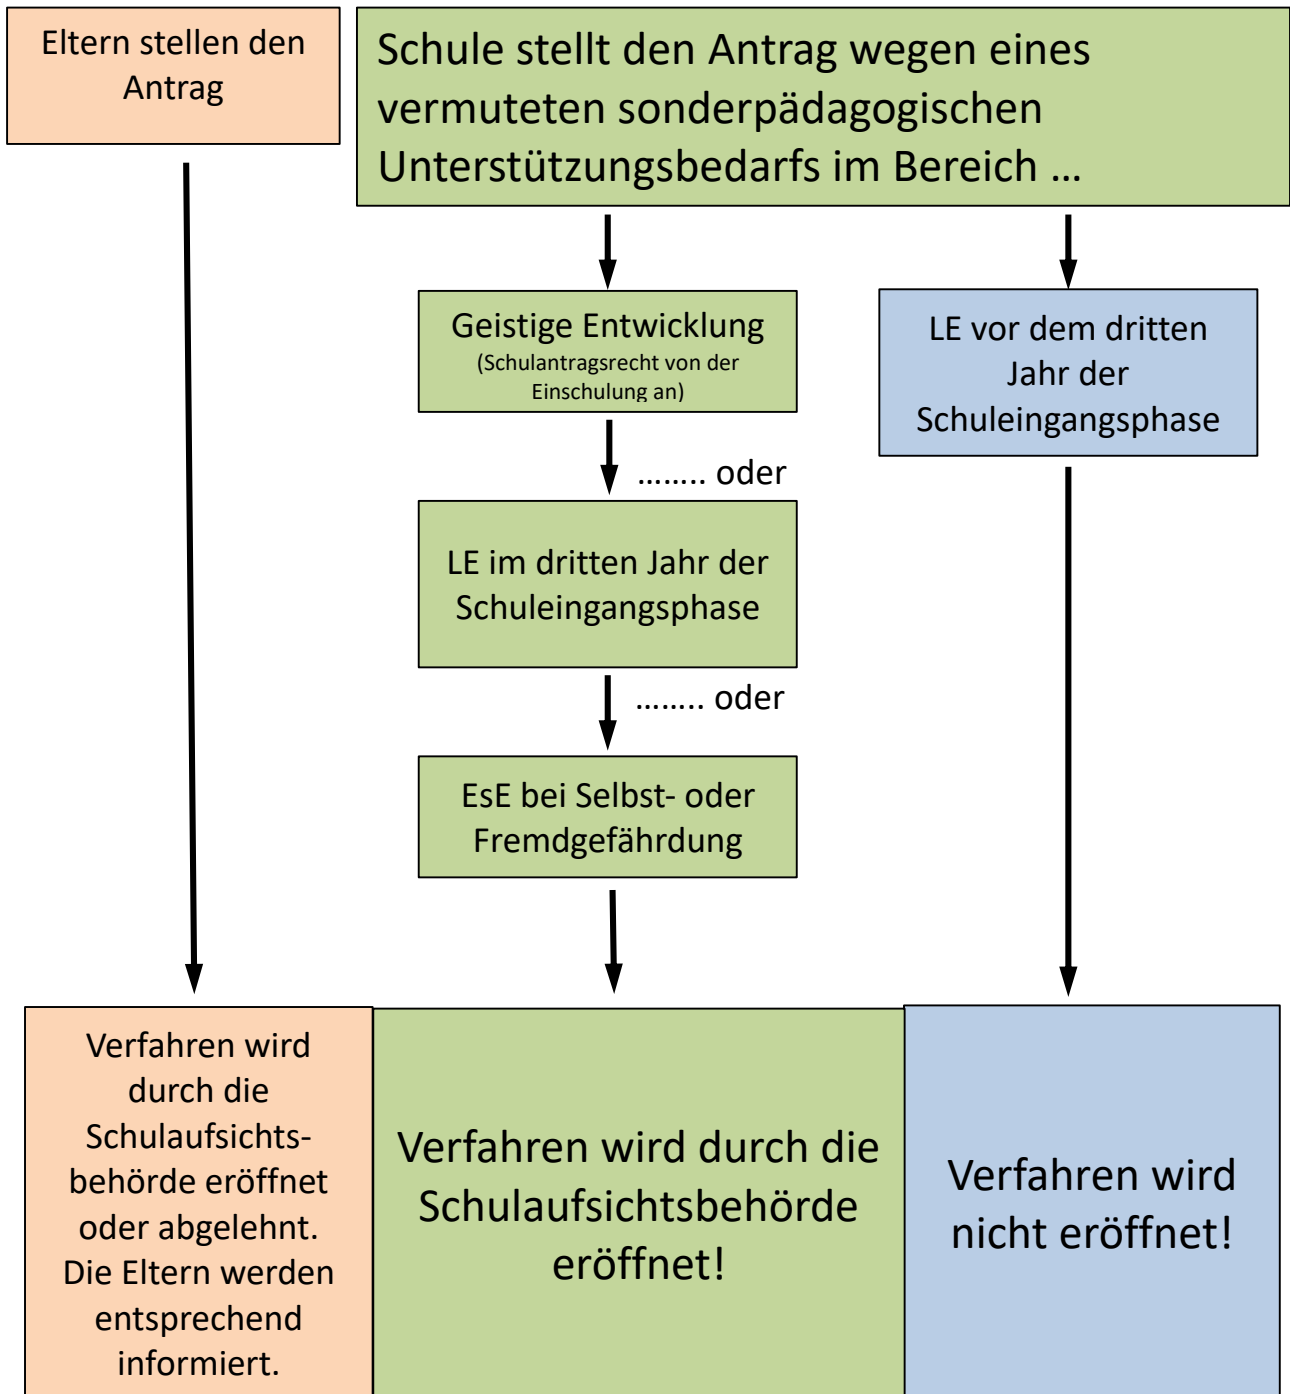 Eltern stellen den
Antrag
Schule stellt den Antrag wegen eines
vermuteten sonderpädagogischen
Unterstützungsbedarfs im Bereich ...
Geistige Entwicklung
(Schulantragsrecht von der
Einschulung an)
LE vor dem dritten
Jahr der
Schuleingangsphase
........ oder
LE im dritten Jahr der
Schuleingangsphase
........ oder
EsE bei Selbst- oder
Fremdgefährdung
Verfahren wird
durch die
Schulaufsichts-
behörde eröffnet
oder abgelehnt.
Die Eltern werden
entsprechend
informiert.
Verfahren wird durch die
Schulaufsichtsbehörde
eröffnet!
Verfahren wird
nicht eröffnet!